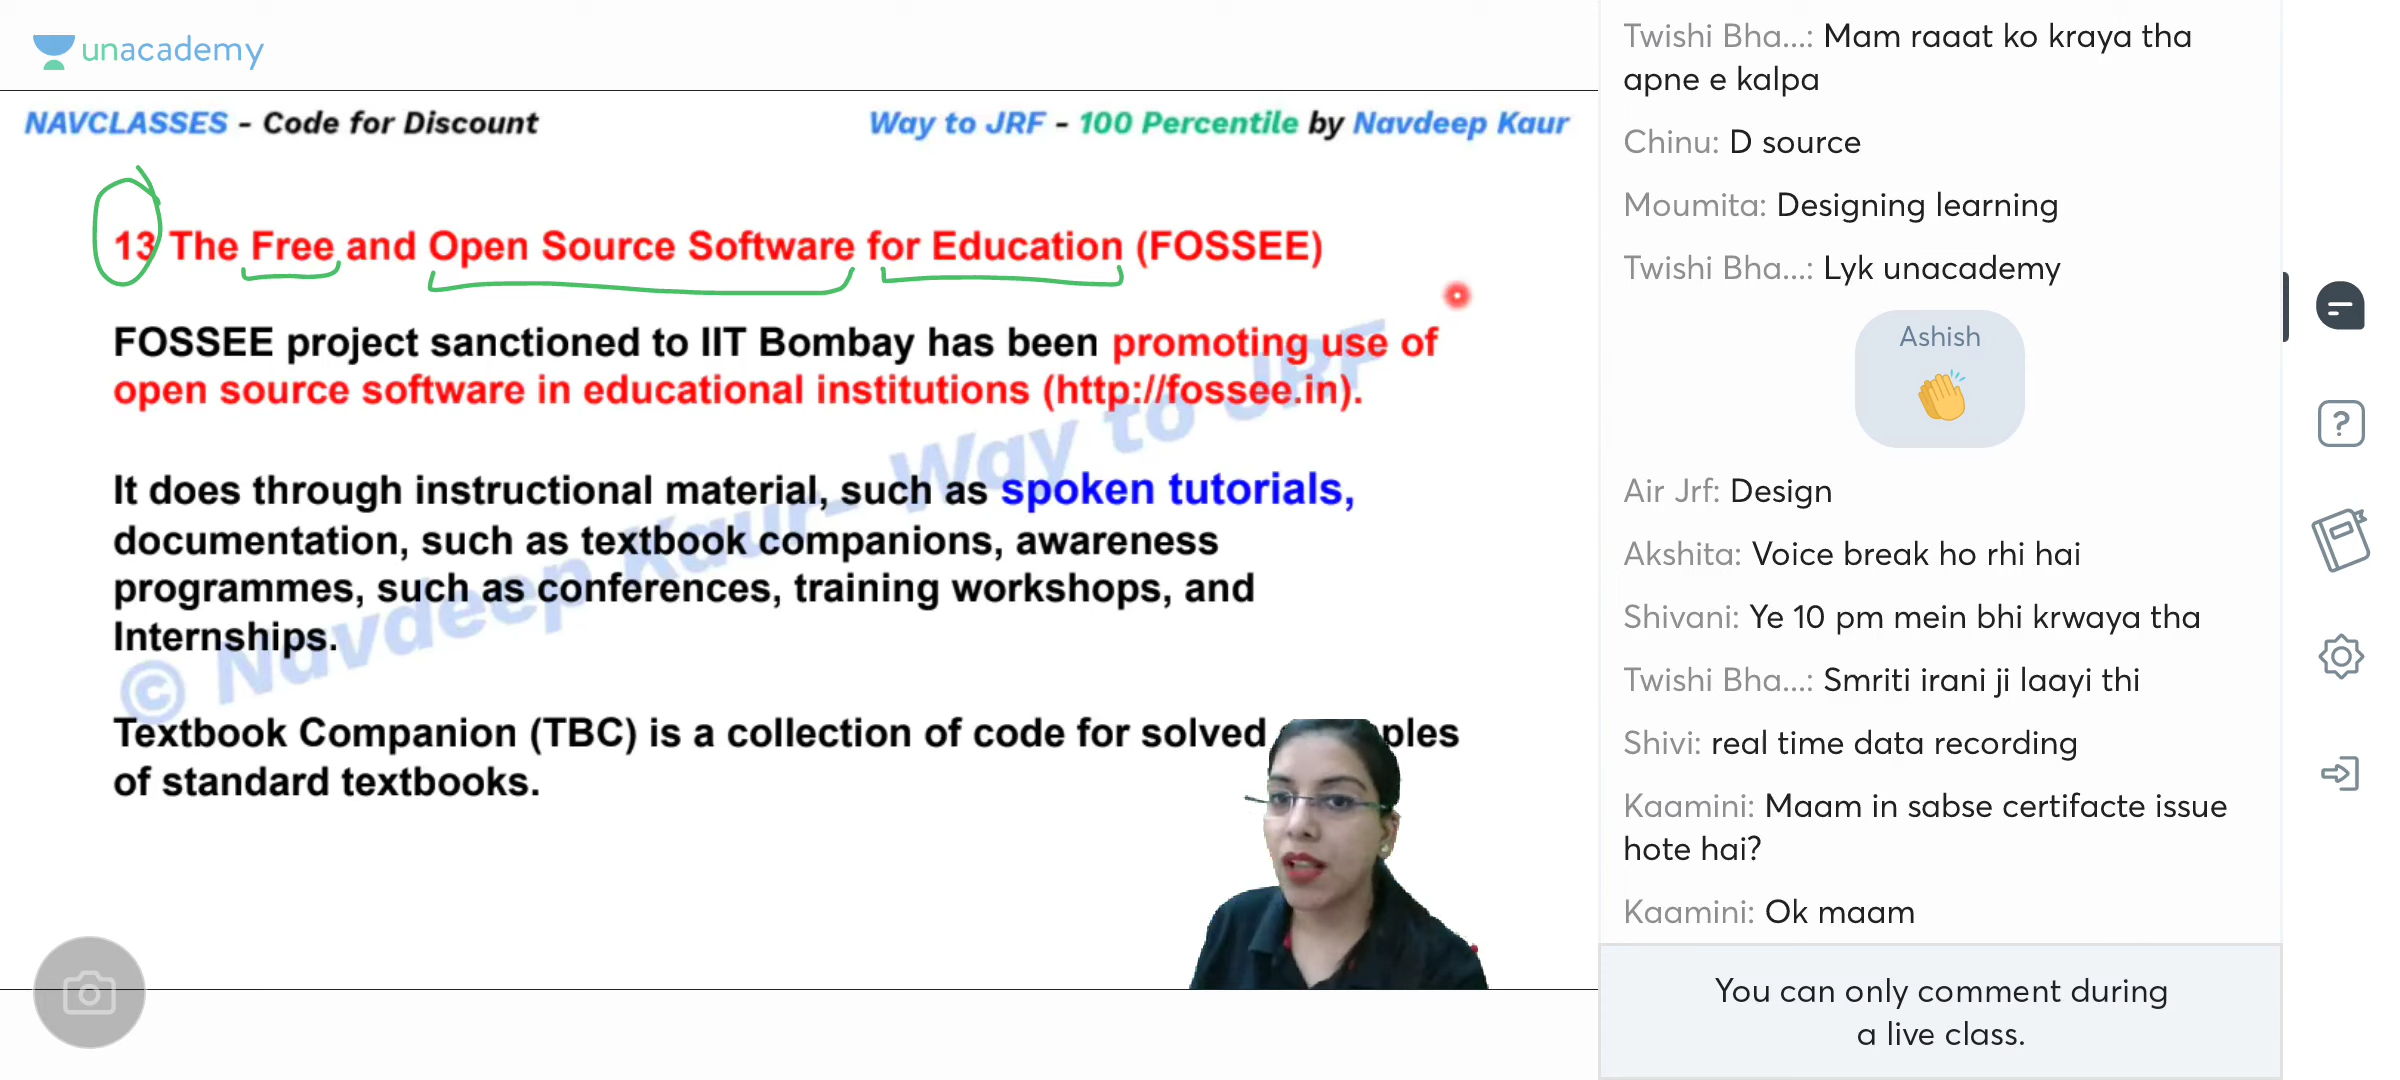 unacademy
NAVCLASSES - Code for Discount
Way to JRF - 100 Percentile by Navdeep Kaur
13 The Free and Open Source Software for Education (FOSSEE)
FOSSEE project sanctioned to IIT Bombay has been promoting use of
open source software in educational institutions (http://fossee.in).
It does through instructional material, such as spoken tutorials,
documentation, such as textbook companions, awareness
programmes, such as conferences, training workshops, and
Internships.
Textbook Companion (TBC) is a collection of code for solved
ples
of standard textbooks.
© Navdeep Kaur- Way to JRF
Twishi Bha...: Mam raaat ko kraya tha
apne e kalpa
Chinu: D source
Moumita: Designing learning
Twishi Bha...: Lyk unacademy
Ashish
Air Jrf: Design
Akshita: Voice break ho rhi hai
Shivani: Ye 10 pm mein bhi krwaya tha
Twishi Bha...: Smriti irani ji laayi thi
Shivi: real time data recording
Kaamini: Maam in sabse certifacte issue
hote hai?
Kaamini: Ok maam
You can only comment during
a live class.
?